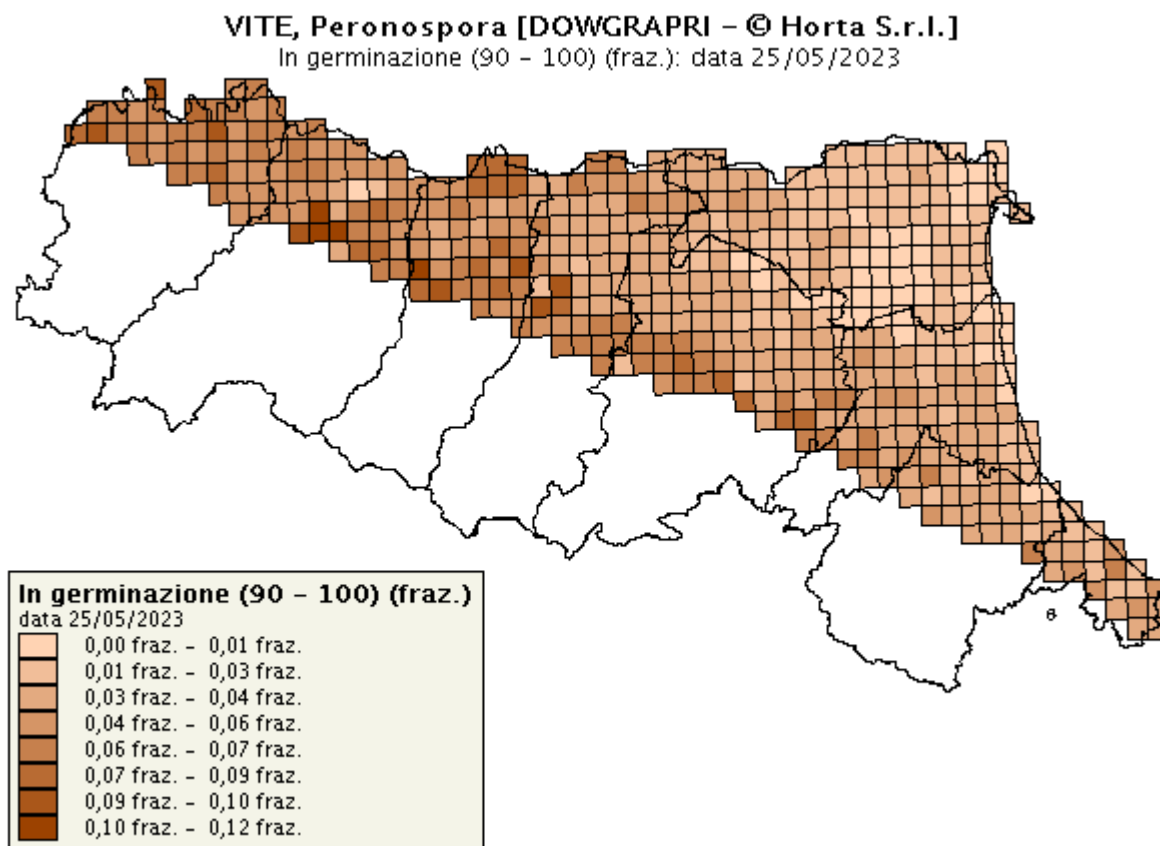 VITE, Peronospora [DOWGRAPRI - © Horta S.r.l.]
In germinazione (90 - 100) (fraz.): data 25/05/2023
In germinazione (90 - 100) (fraz.)
data 25/05/2023
0,00 fraz. - 0,01 fraz.
0,01 fraz. - 0,03 fraz.
0,03 fraz. - 0,04 fraz.
0,04 fraz. - 0,06 fraz.
0,06 fraz. - 0,07 fraz.
0,07 fraz. - 0,09 fraz.
0,09 fraz. - 0,10 fraz.
0,10 fraz. - 0,12 fraz.